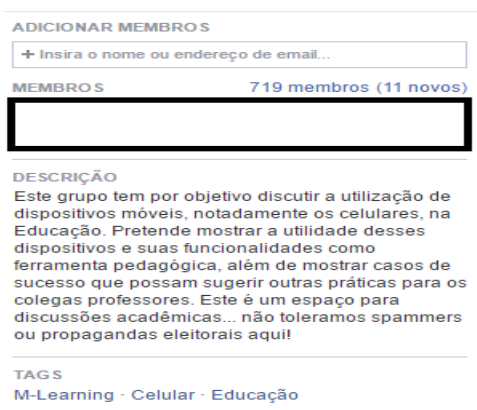 ADICIONAR MEMBROS
+ Insira o nome ou endereço de email...
MEMBROS 719 membros (11 novos)
DESCRIÇÃO
Este grupo tem por objetivo discutir a utilização de
dispositivos móveis, notadamente os celulares, na
Educação. Pretende mostrar a utilidade desses
dispositivos e suas funcionalidades como
ferramenta pedagógica, além de mostrar casos de
sucesso que possam sugerir outras práticas para os
colegas professores. Este é um espaço para
discussões acadêmicas... não toleramos spammers
ou propagandas eleitorais aqui!
TAGS
M-Learning · Celular · Educação